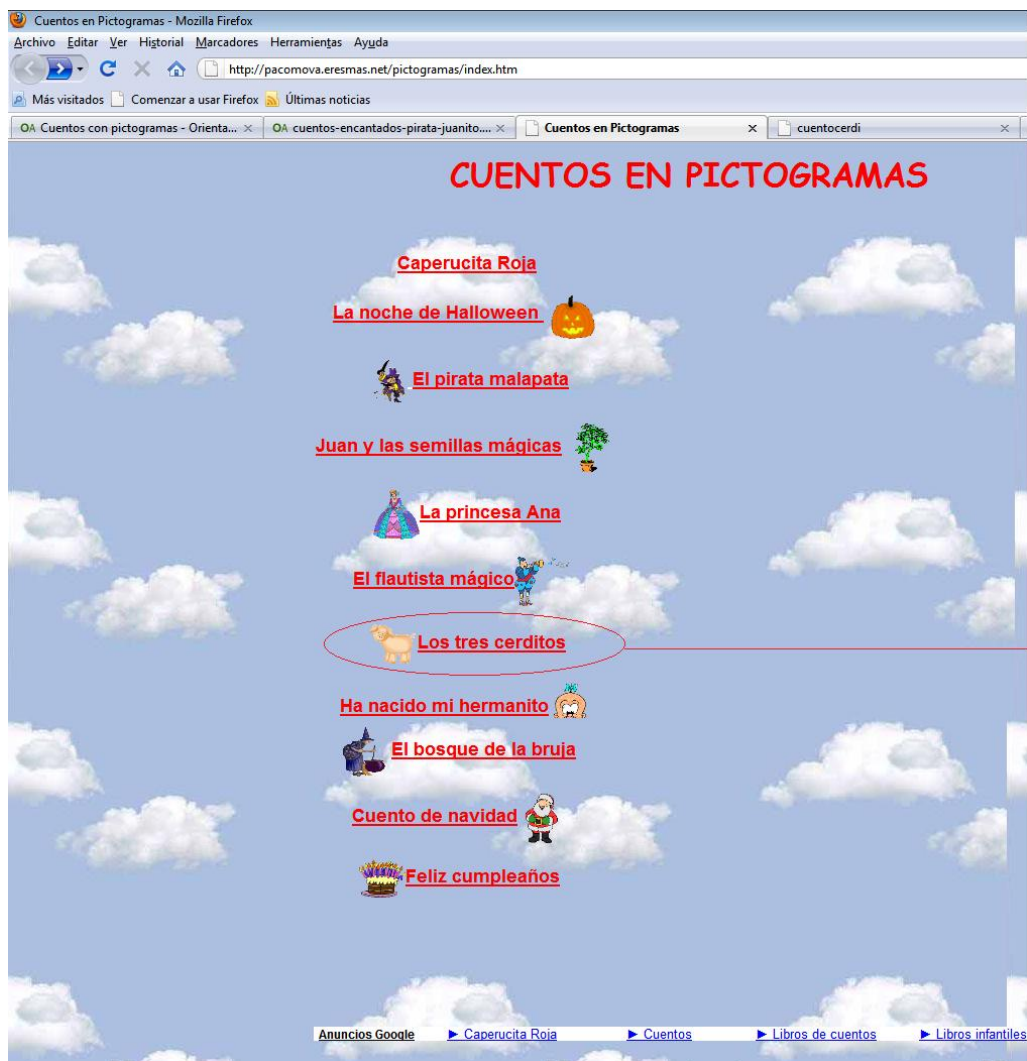 Cuentos en Pictogramas - Mozilla Firefox
Archivo Editar Ver Historial Marcadores Herramientas Ayuda
http://pacomova.eresmas.net/pictogramas/index.htm
Más visitados Comenzar a usar Firefox Últimas noticias
OA Cuentos con pictogramas - Orienta... OA cuentos-encantados-pirata-juanito.... Cuentos en Pictogramas cuentocerdi
CUENTOS EN PICTOGRAMAS
Caperucita Roja
La noche de Halloween
El pirata malapata
Juan y las semillas mágicas
La princesa Ana
El flautista mágico
Los tres cerditos
Ha nacido mi hermanito
El bosque de la bruja
Cuento de navidad
Feliz cumpleaños
Anuncios Google ► Caperucita Roja ► Cuentos ► Libros de cuentos ► Libros infantiles